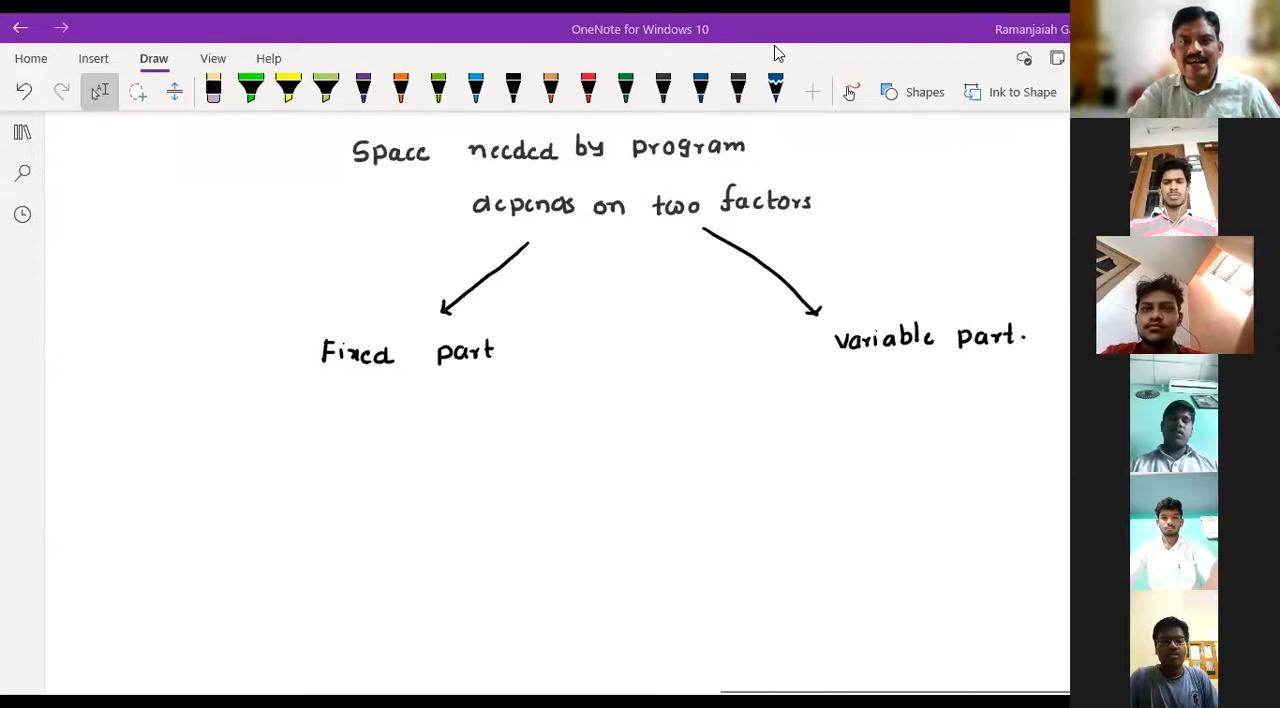 OneNote for Windows 10
Ramanjaiah G
Home Insert Draw View Help
Shapes Ink to Shape
Space needed by program
depends on two factors
Fixed part
variable part.